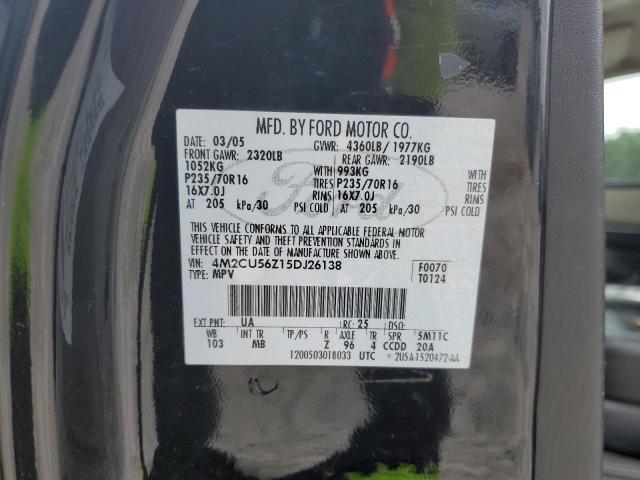 MFD. BY FORD MOTOR CO.
DATE: 03/05 GVWR: 4360LB/ 1977KG
FRONT GAWR: 2320LB REAR GAWR: 2190LB
1052KG WITH 993KG WITH
P235/70R16 TIRES P235/70R16 TIRES
16X7.0J RIMS 16X7.0J RIMS
AT 205 kPa/30 PSI COLD AT 205 kPa/30 PSI COLD
Ford
THIS VEHICLE CONFORMS TO ALL APPLICABLE FEDERAL MOTOR
VEHICLE SAFETY AND THEFT PREVENTION STANDARDS IN
EFFECT ON THE DATE OF MANUFACTURE SHOWN ABOVE.
VIN: 4M2CU56Z15DJ26138 F0070
TYPE: MPV T0124
EXT PNT: UA RC: 25 DSO:
WB INT TR TP/PS R AXLE TR SPR 5M11C
103 MB Z 96 4 CCDD 20A
1200503018033 UTC 2U5A-1520472-AA